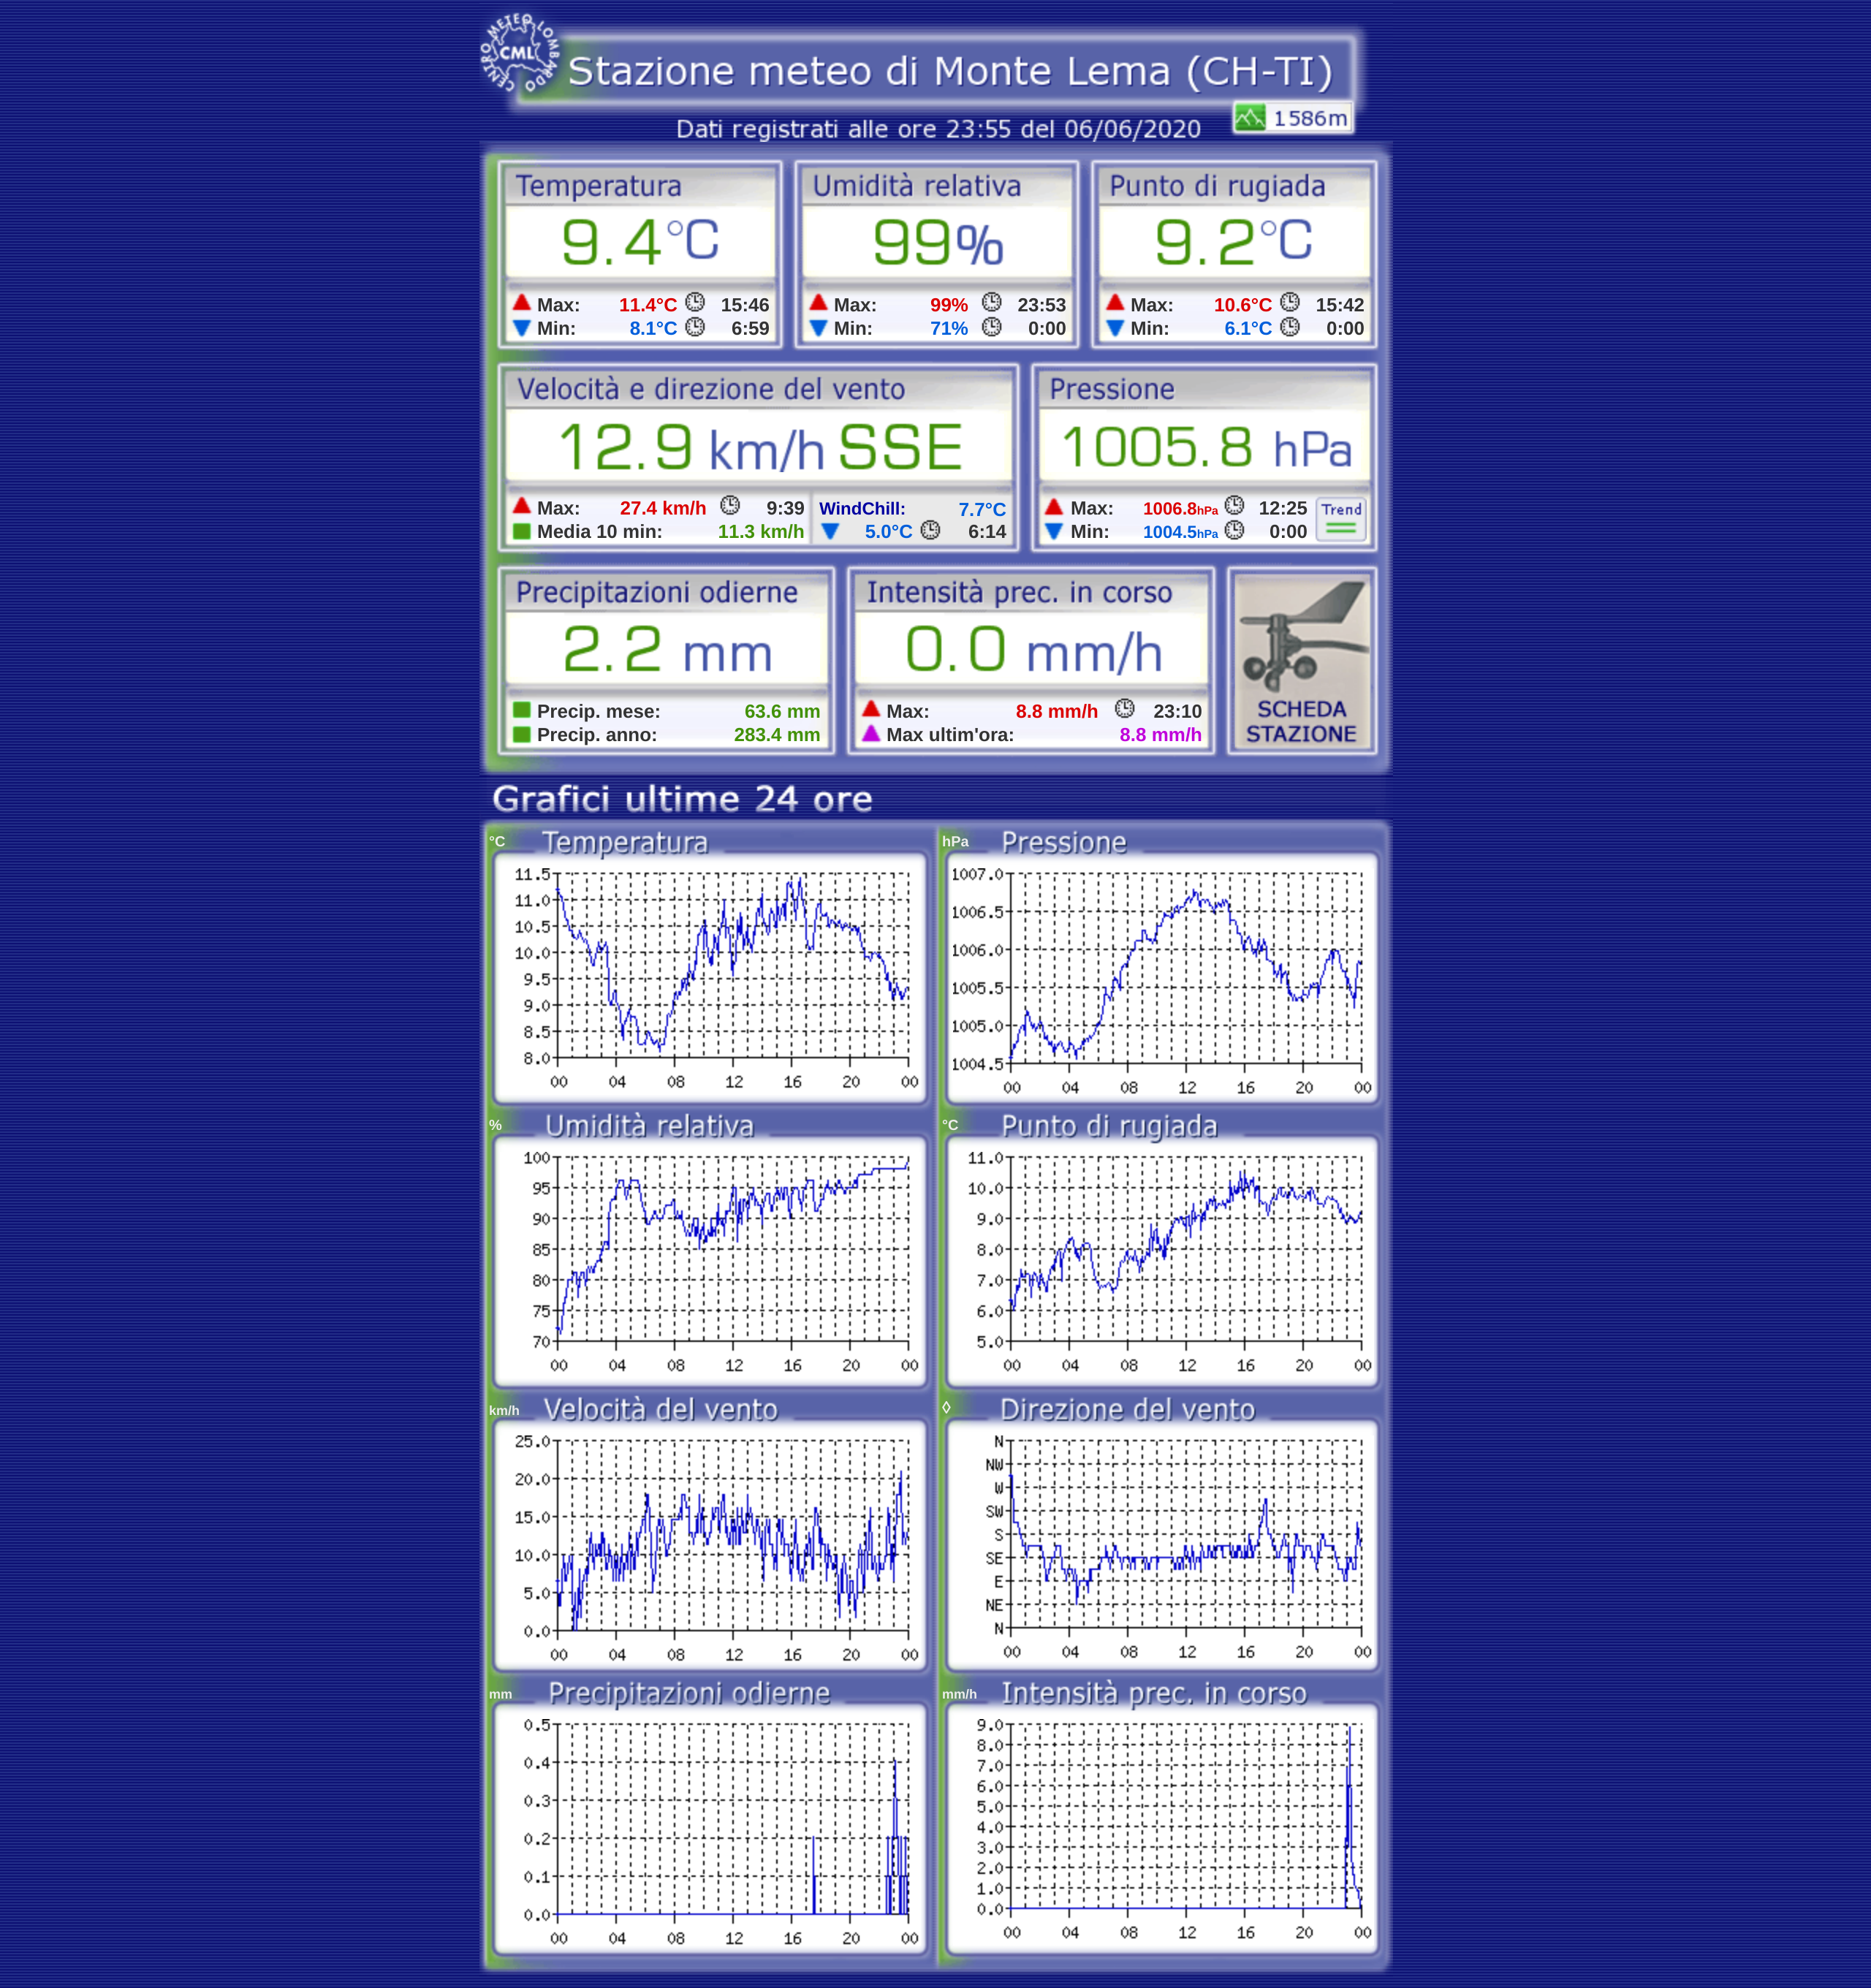 CENTRO METEO LOMBARDO
CML
Stazione meteo di Monte Lema (CH-TI)
1586m
Dati registrati alle ore 23:55 del 06/06/2020
Temperatura Umidità relativa Punto di rugiada
9.4°C 99% 9.2°C
Max: 11.4°C 15:46 Max: 99% 23:53 Max: 10.6°C 15:42
Min: 8.1°C 6:59 Min: 71% 0:00 Min: 6.1°C 0:00
Velocità e direzione del vento Pressione
12.9 km/h SSE 1005.8 hPa
Max: 27.4 km/h 9:39 WindChill: 7.7°C Max: 1006.8hPa 12:25 Trend
Media 10 min: 11.3 km/h 5.0°C 6:14 Min: 1004.5hPa 0:00
Precipitazioni odierne Intensità prec. in corso
2.2 mm 0.0 mm/h
Precip. mese: 63.6 mm Max: 8.8 mm/h 23:10 SCHEDA
Precip. anno: 283.4 mm Max ultim'ora: 8.8 mm/h STAZIONE
Grafici ultime 24 ore
°C Temperatura
11.5
11.0
10.5
10.0
9.5
9.0
8.5
8.0
00 04 08 12 16 20 00
hPa Pressione
1007.0
1006.5
1006.0
1005.5
1005.0
1004.5
00 04 08 12 16 20 00
% Umidità relativa
100
95
90
85
80
75
70
00 04 08 12 16 20 00
°C Punto di rugiada
11.0
10.0
9.0
8.0
7.0
6.0
5.0
00 04 08 12 16 20 00
km/h Velocità del vento
25.0
20.0
15.0
10.0
5.0
0.0
00 04 08 12 16 20 00
◊ Direzione del vento
N
NW
W
SW
S
SE
E
NE
N
00 04 08 12 16 20 00
mm Precipitazioni odierne
0.5
0.4
0.3
0.2
0.1
0.0
00 04 08 12 16 20 00
mm/h Intensità prec. in corso
9.0
8.0
7.0
6.0
5.0
4.0
3.0
2.0
1.0
0.0
00 04 08 12 16 20 00